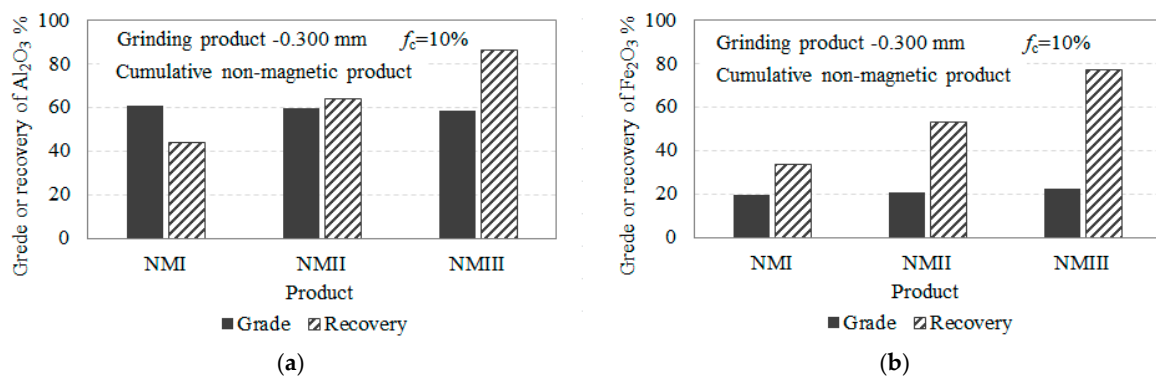 Grede or recovery of Al₂O₃ %
100
80
60
40
20
0
Grinding product -0.300 mm f꜀=10%
Cumulative non-magnetic product
NMI NMII NMIII
Product
Grade Recovery
(a)
Grede or recovery of Fe₂O₃ %
100
80
60
40
20
0
Grinding product -0.300 mm f꜀=10%
Cumulative non-magnetic product
NMI NMII NMIII
Product
Grade Recovery
(b)